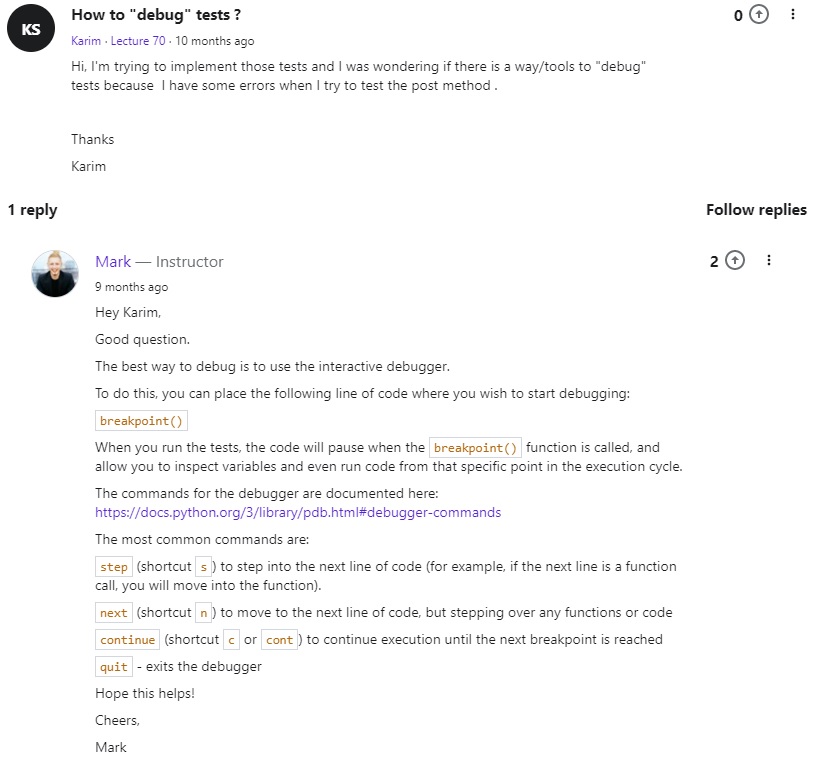 KS
How to "debug" tests ?
0
Karim · Lecture 70 · 10 months ago
Hi, I'm trying to implement those tests and I was wondering if there is a way/tools to "debug"
tests because  I have some errors when I try to test the post method .
Thanks
Karim
1 reply
Follow replies
Mark — Instructor
2
9 months ago
Hey Karim,
Good question.
The best way to debug is to use the interactive debugger.
To do this, you can place the following line of code where you wish to start debugging:
breakpoint()
When you run the tests, the code will pause when the breakpoint() function is called, and
allow you to inspect variables and even run code from that specific point in the execution cycle.
The commands for the debugger are documented here:
https://docs.python.org/3/library/pdb.html#debugger-commands
The most common commands are:
step (shortcut s) to step into the next line of code (for example, if the next line is a function
call, you will move into the function).
next (shortcut n) to move to the next line of code, but stepping over any functions or code
continue (shortcut c or cont) to continue execution until the next breakpoint is reached
quit - exits the debugger
Hope this helps!
Cheers,
Mark